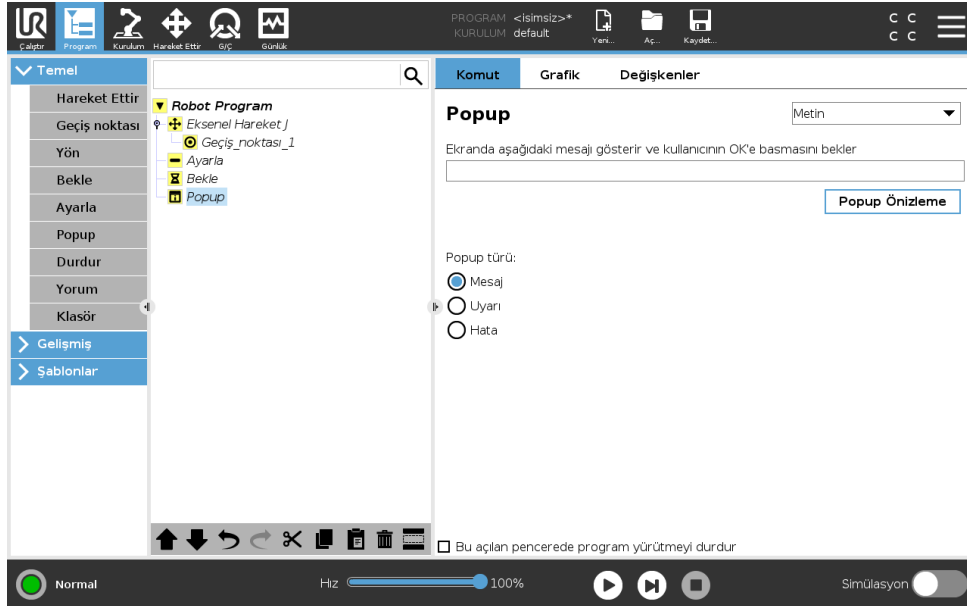 PROGRAM <isimsiz>*
KURULUM default
C C
C C
Çalıştır Program Kurulum Hareket Ettir G/Ç Günlük Yeni... Aç... Kaydet...
Temel
Hareket Ettir
Geçiş noktası
Yön
Bekle
Ayarla
Popup
Durdur
Yorum
Klasör
Gelişmiş
Şablonlar
Robot Program
Eksenel Hareket J
Geçiş_noktası_1
Ayarla
Bekle
Popup
Komut Grafik Değişkenler
Popup
Metin
Ekranda aşağıdaki mesajı gösterir ve kullanıcının OK'e basmasını bekler
Popup Önizleme
Popup türü:
Mesaj
Uyarı
Hata
Bu açılan pencerede program yürütmeyi durdur
Normal
Hız 100%
Simülasyon